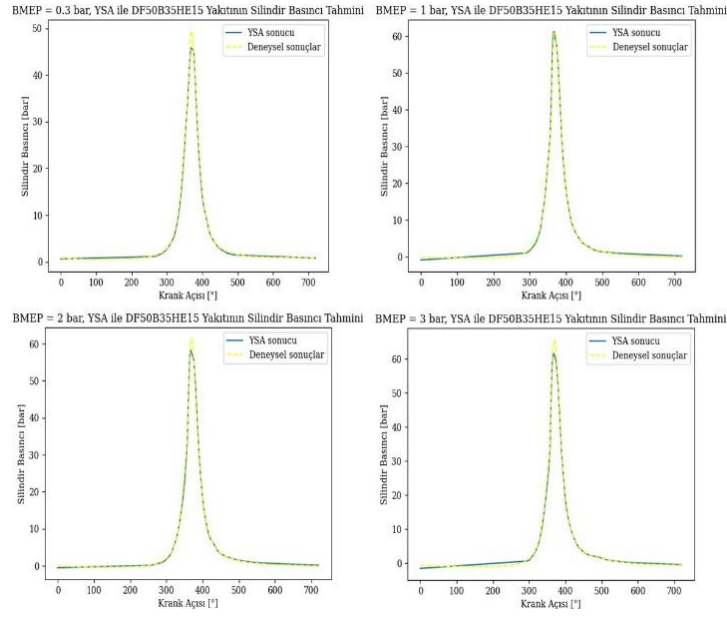 BMEP = 0.3 bar, YSA ile DF50B35HE15 Yakıtının Silindir Basıncı Tahmini
50
40
30
20
10
0
Silindir Basıncı [bar]
YSA sonucu
Deneysel sonuçlar
0 100 200 300 400 500 600 700
Krank Açısı [°]
BMEP = 1 bar, YSA ile DF50B35HE15 Yakıtının Silindir Basıncı Tahmini
60
50
40
30
20
10
0
Silindir Basıncı [bar]
YSA sonucu
Deneysel sonuçlar
0 100 200 300 400 500 600 700
Krank Açısı [°]
BMEP = 2 bar, YSA ile DF50B35HE15 Yakıtının Silindir Basıncı Tahmini
60
50
40
30
20
10
0
Silindir Basıncı [bar]
YSA sonucu
Deneysel sonuçlar
0 100 200 300 400 500 600 700
Krank Açısı [°]
BMEP = 3 bar, YSA ile DF50B35HE15 Yakıtının Silindir Basıncı Tahmini
60
50
40
30
20
10
0
Silindir Basıncı [bar]
YSA sonucu
Deneysel sonuçlar
0 100 200 300 400 500 600 700
Krank Açısı [°]